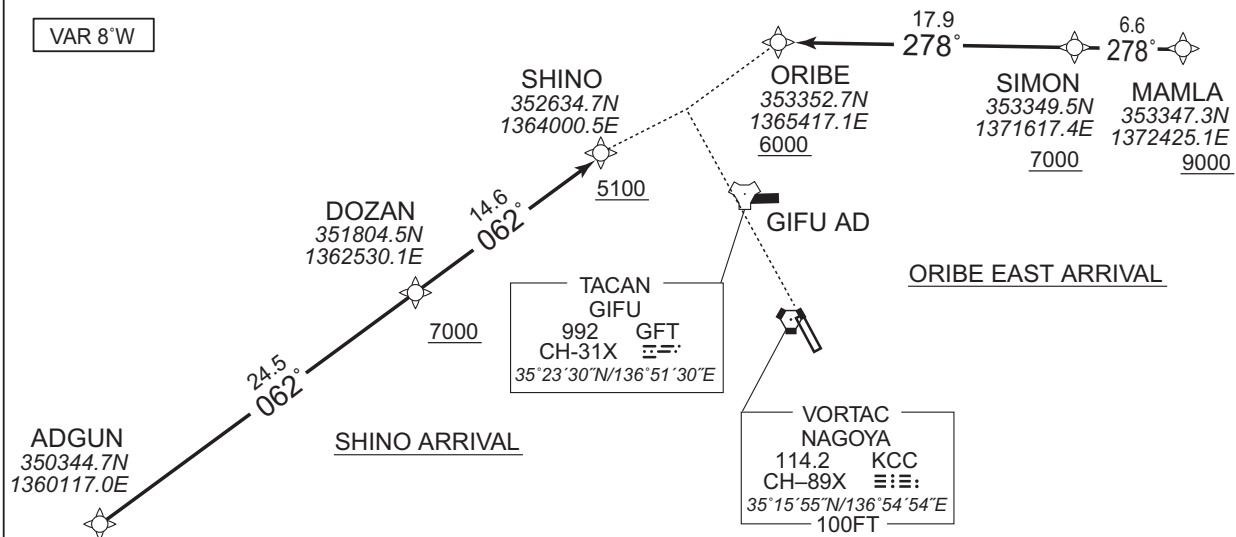 VAR 8°W
17.9
278°
6.6
278°
SHINO
352634.7N
1364000.5E
5100
ORIBE
353352.7N
1365417.1E
6000
SIMON
353349.5N
1371617.4E
7000
MAMLA
353347.3N
1372425.1E
9000
14.6
062°
DOZAN
351804.5N
1362530.1E
7000
GIFU AD
ORIBE EAST ARRIVAL
TACAN
GIFU
992 GFT
CH-31X
35°23´30˝N/136°51´30˝E
24.5
062°
ADGUN
350344.7N
1360117.0E
SHINO ARRIVAL
VORTAC
NAGOYA
114.2 KCC
CH–89X
35°15´55˝N/136°54´54˝E
100FT